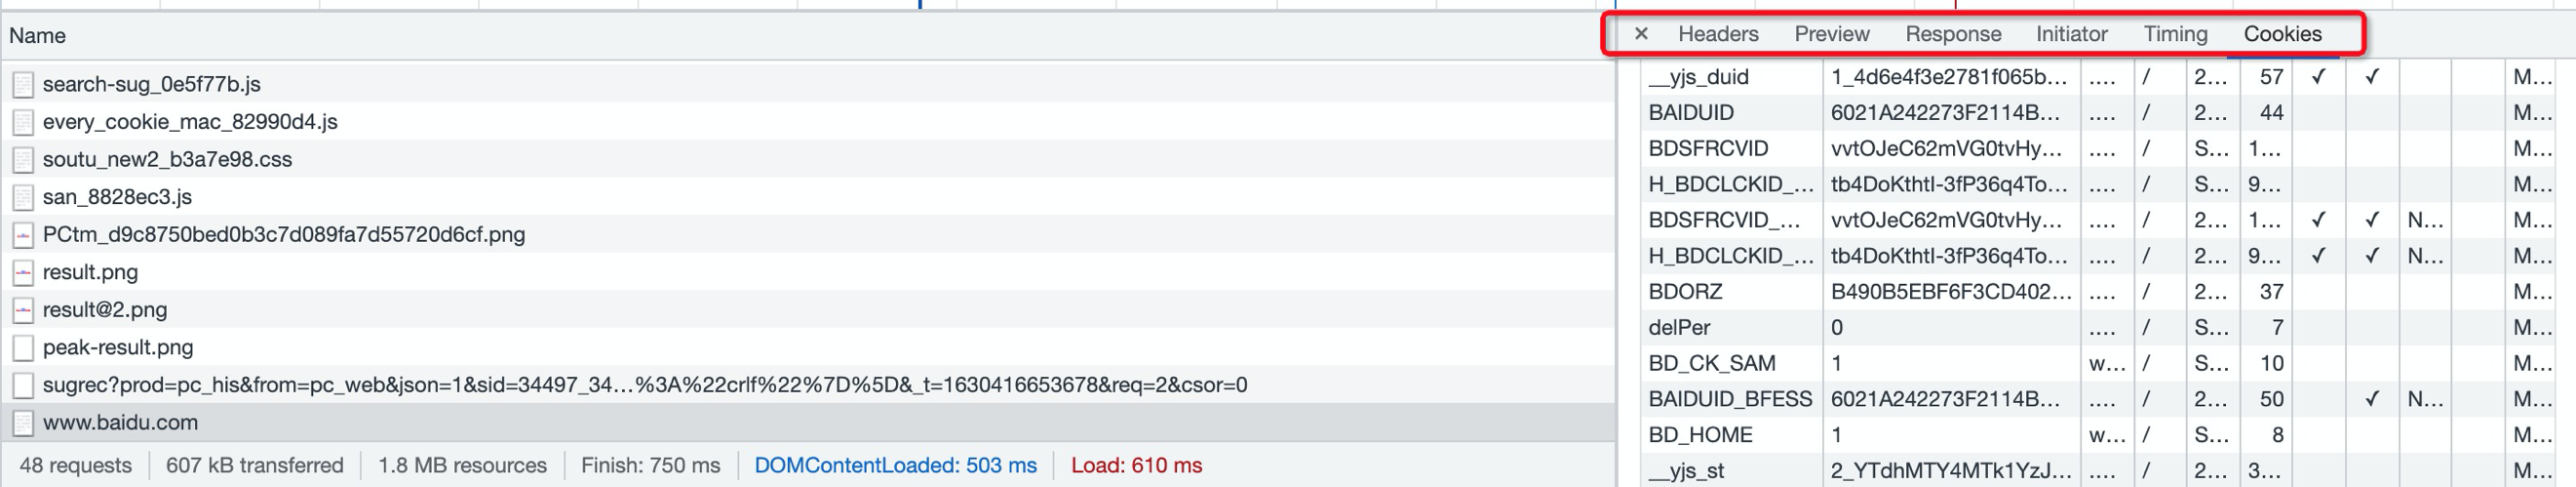 Name
search-sug_0e5f77b.js
every_cookie_mac_82990d4.js
soutu_new2_b3a7e98.css
san_8828ec3.js
PCtm_d9c8750bed0b3c7d089fa7d55720d6cf.png
result.png
result@2.png
peak-result.png
sugrec?prod=pc_his&from=pc_web&json=1&sid=34497_34...%3A%22crlf%22%7D%5D&_t=1630416653678&req=2&csor=0
www.baidu.com
48 requests 607 kB transferred 1.8 MB resources Finish: 750 ms DOMContentLoaded: 503 ms Load: 610 ms
× Headers Preview Response Initiator Timing Cookies
__yjs_duid 1_4d6e4f3e2781f065b... .... / 2... 57 ✓ ✓ M...
BAIDUID 6021A242273F2114B... .... / 2... 44 M...
BDSFRCVID vvtOJeC62mVG0tvHy... .... / S... 1... M...
H_BDCLCKID_... tb4DoKthtI-3fP36q4To... .... / S... 9... M...
BDSFRCVID_... vvtOJeC62mVG0tvHy... .... / 2... 1... ✓ ✓ N... M...
H_BDCLCKID_... tb4DoKthtI-3fP36q4To... .... / 2... 9... ✓ ✓ N... M...
BDORZ B490B5EBF6F3CD402... .... / 2... 37 M...
delPer 0 .... / S... 7 M...
BD_CK_SAM 1 w... / S... 10 M...
BAIDUID_BFESS 6021A242273F2114B... .... / 2... 50 ✓ N... M...
BD_HOME 1 w... / S... 8 M...
__yjs_st 2_YTdhMTY4MTk1YzJ... .... / 2... 3... M...